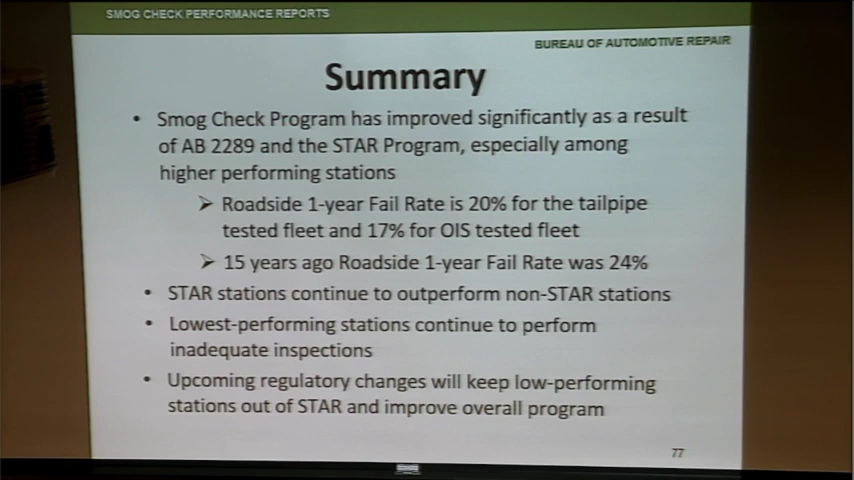 SMOG CHECK PERFORMANCE REPORTS
BUREAU OF AUTOMOTIVE REPAIR
Summary
• Smog Check Program has improved significantly as a result
of AB 2289 and the STAR Program, especially among
higher performing stations
➢ Roadside 1-year Fail Rate is 20% for the tailpipe
tested fleet and 17% for OIS tested fleet
➢ 15 years ago Roadside 1-year Fail Rate was 24%
• STAR stations continue to outperform non-STAR stations
• Lowest-performing stations continue to perform
inadequate inspections
• Upcoming regulatory changes will keep low-performing
stations out of STAR and improve overall program
77